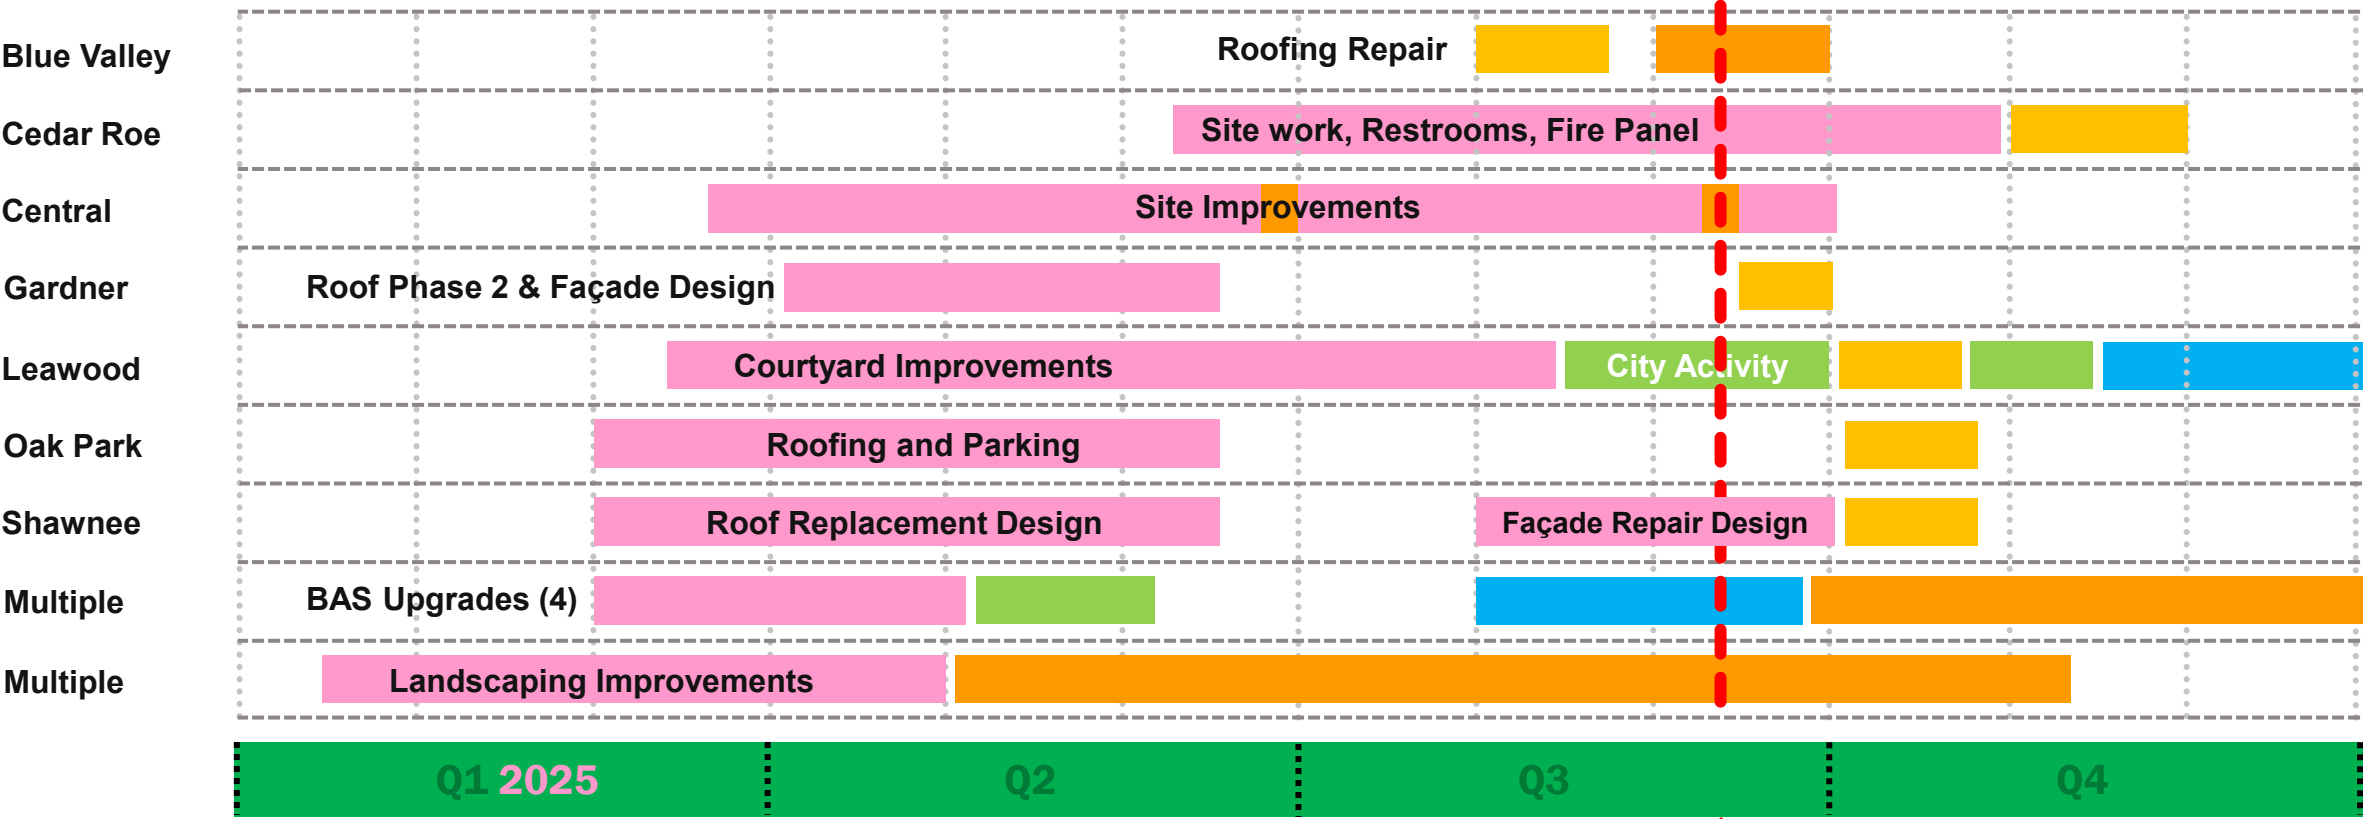 Blue Valley Roofing Repair
Cedar Roe Site work, Restrooms, Fire Panel
Central Site Improvements
Gardner Roof Phase 2 & Façade Design
Leawood Courtyard Improvements City Activity
Oak Park Roofing and Parking
Shawnee Roof Replacement Design Façade Repair Design
Multiple BAS Upgrades (4)
Multiple Landscaping Improvements
Q1 2025 Q2 Q3 Q4